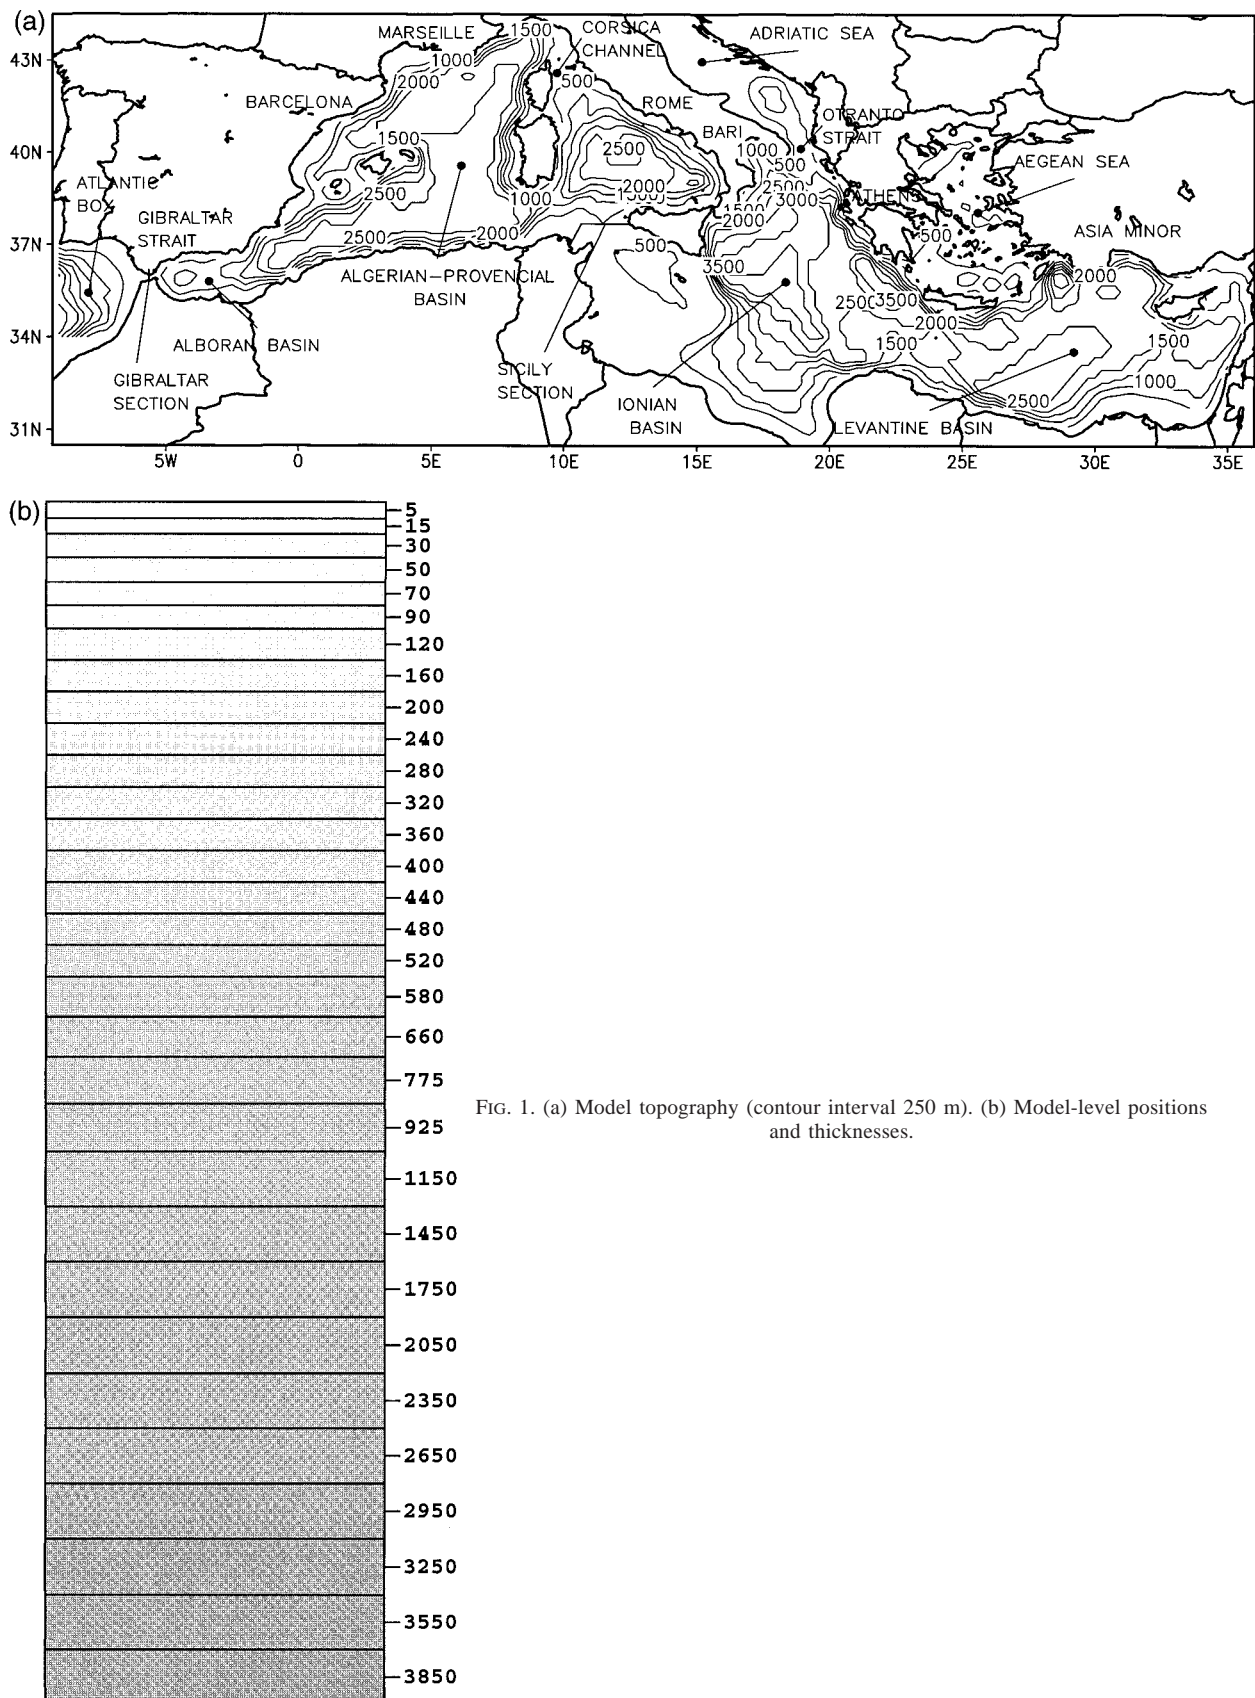 (a)
MARSEILLE
1500
CORSICA
CHANNEL
ADRIATIC SEA
43N
1000
2000
500
BARCELONA
ROME
OTRANTO
STRAIT
BARI
1500
2500
1000
500
40N
AEGEAN SEA
ATLANTIC
BOX
2500
1000
2000
1500
2500
3000
ATHENS
GIBRALTAR
STRAIT
1500
2000
37N
2500
2000
500
500
ASIA MINOR
3500
2000
ALGERIAN-PROVENCIAL
BASIN
2500
3500
2000
34N
ALBORAN BASIN
1500
1500
GIBRALTAR
SECTION
SICILY
SECTION
1000
IONIAN
BASIN
2500
31N
LEVANTINE BASIN
5W 0 5E 10E 15E 20E 25E 30E 35E
(b)
5
15
30
50
70
90
120
160
200
240
280
320
360
400
440
480
520
580
660
775
925
1150
1450
1750
2050
2350
2650
2950
3250
3550
3850
FIG. 1. (a) Model topography (contour interval 250 m). (b) Model-level positions
and thicknesses.